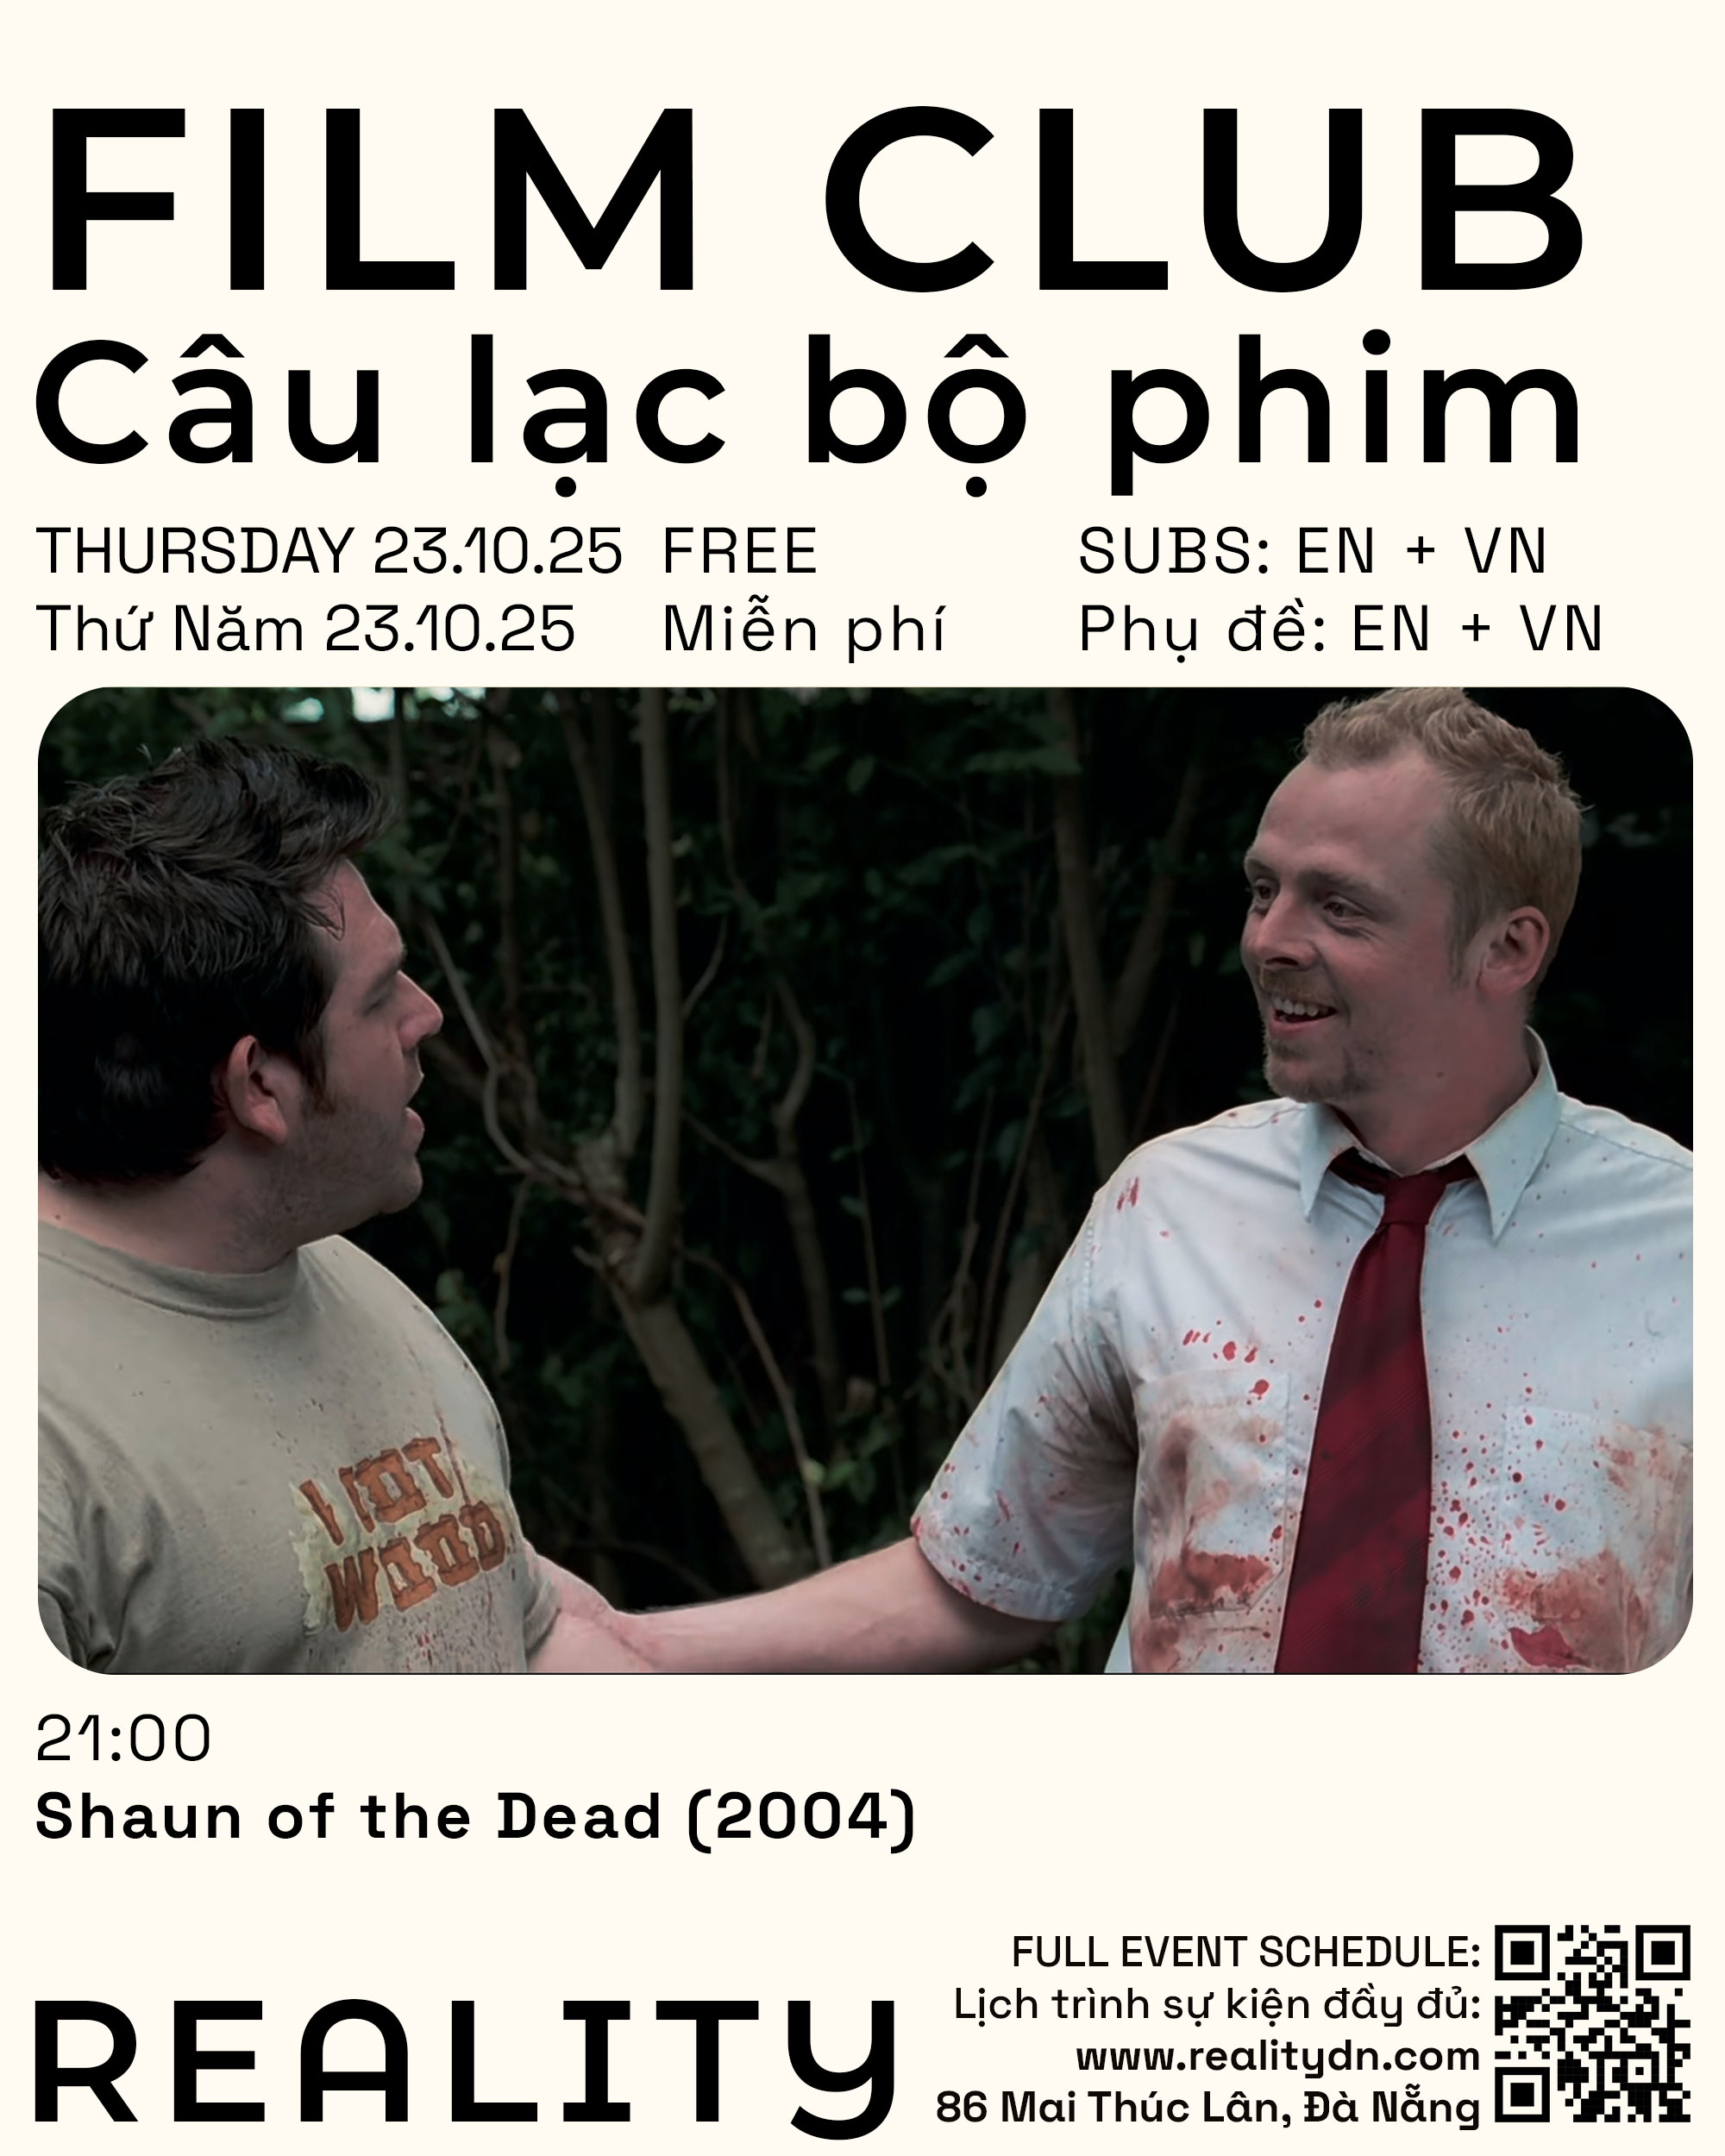 FILM CLUB
Câu lạc bộ phim
THURSDAY 23.10.25 FREE SUBS: EN + VN
Thứ Năm 23.10.25 Miễn phí Phụ đề: EN + VN
I GOT
WOOD
21:00
Shaun of the Dead (2004)
REALITY
FULL EVENT SCHEDULE:
Lịch trình sự kiện đầy đủ:
www.realitydn.com
86 Mai Thúc Lân, Đà Nẵng